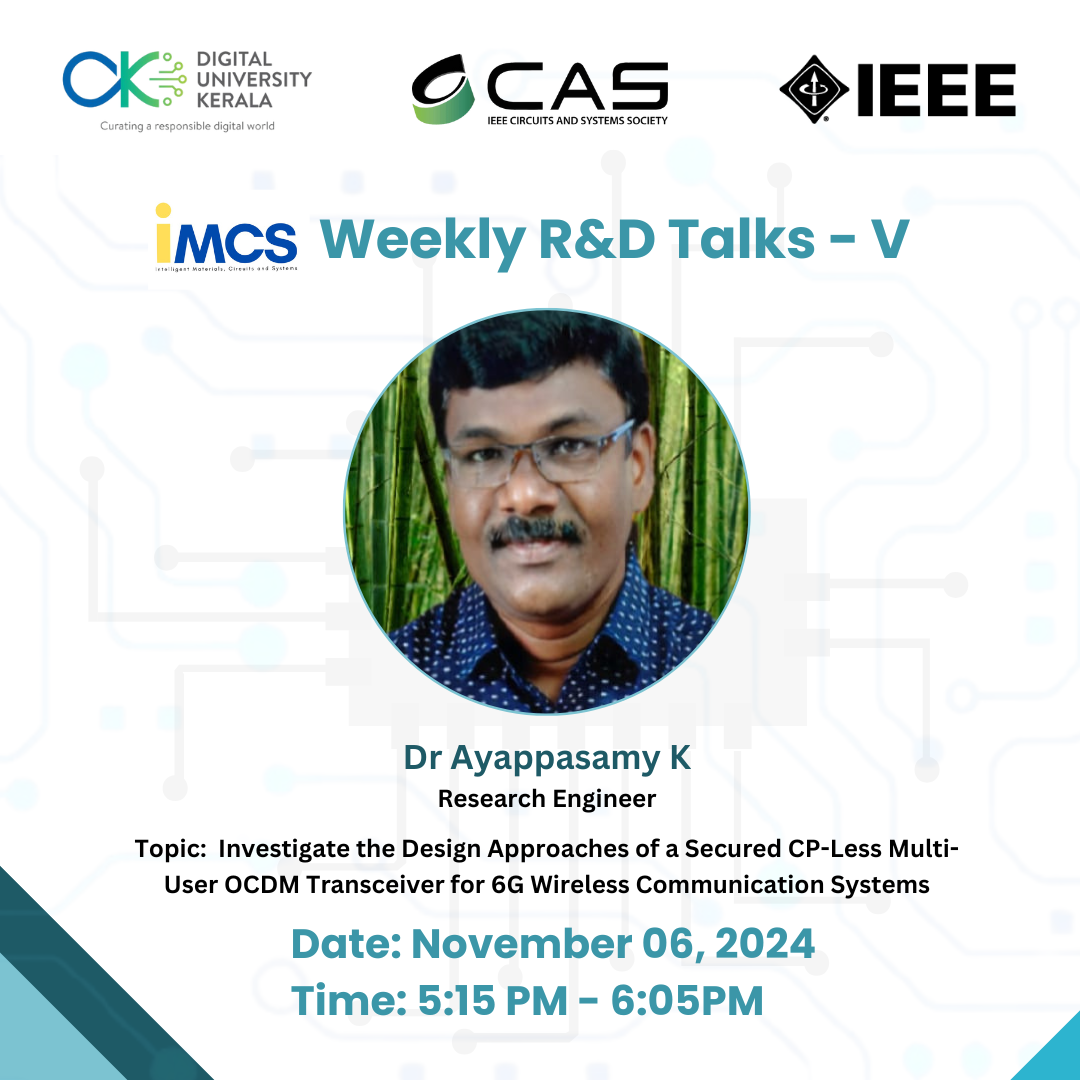 DIGITAL
UNIVERSITY
KERALA
Curating a responsible digital world
CAS
IEEE CIRCUITS AND SYSTEMS SOCIETY
IEEE
iMCS
Intelligent Materials, Circuits and Systems
Weekly R&D Talks - V
Dr Ayappasamy K
Research Engineer
Topic: Investigate the Design Approaches of a Secured CP-Less Multi-
User OCDM Transceiver for 6G Wireless Communication Systems
Date: November 06, 2024
Time: 5:15 PM - 6:05PM